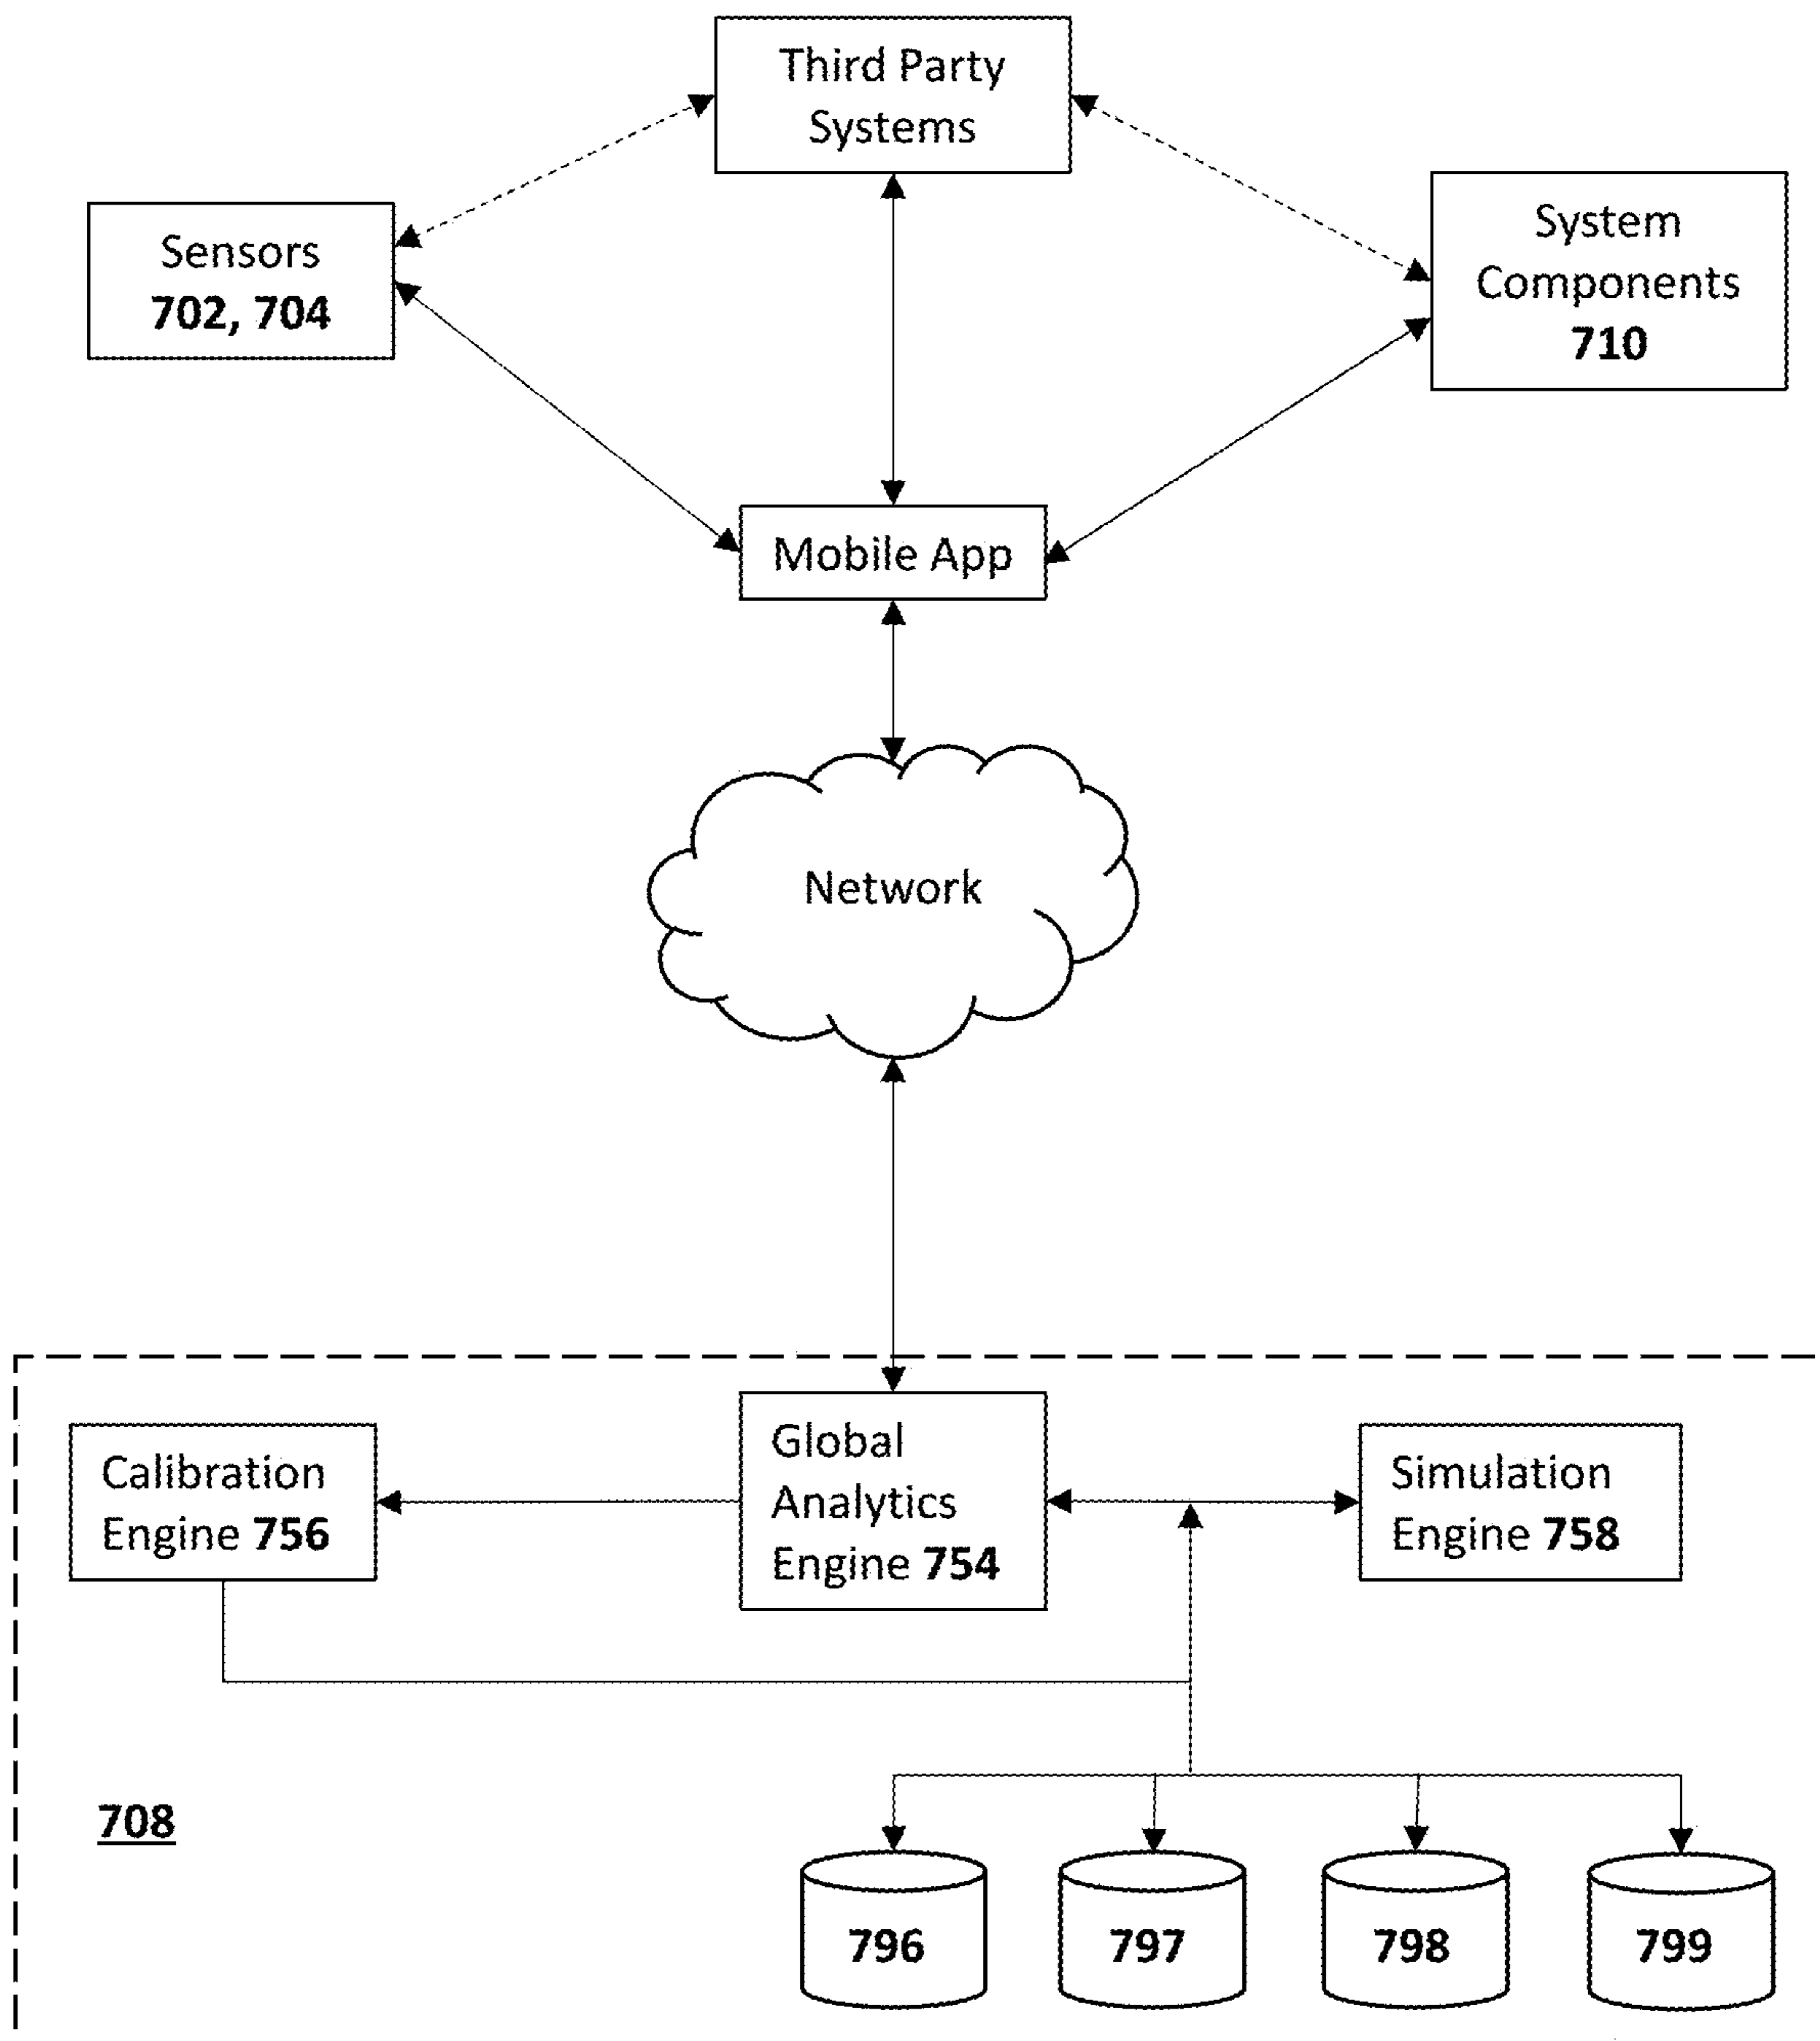 Third Party
Systems
Sensors
702, 704
System
Components
710
Mobile App
Network
Calibration
Engine 756
Global
Analytics
Engine 754
Simulation
Engine 758
708
796
797
798
799